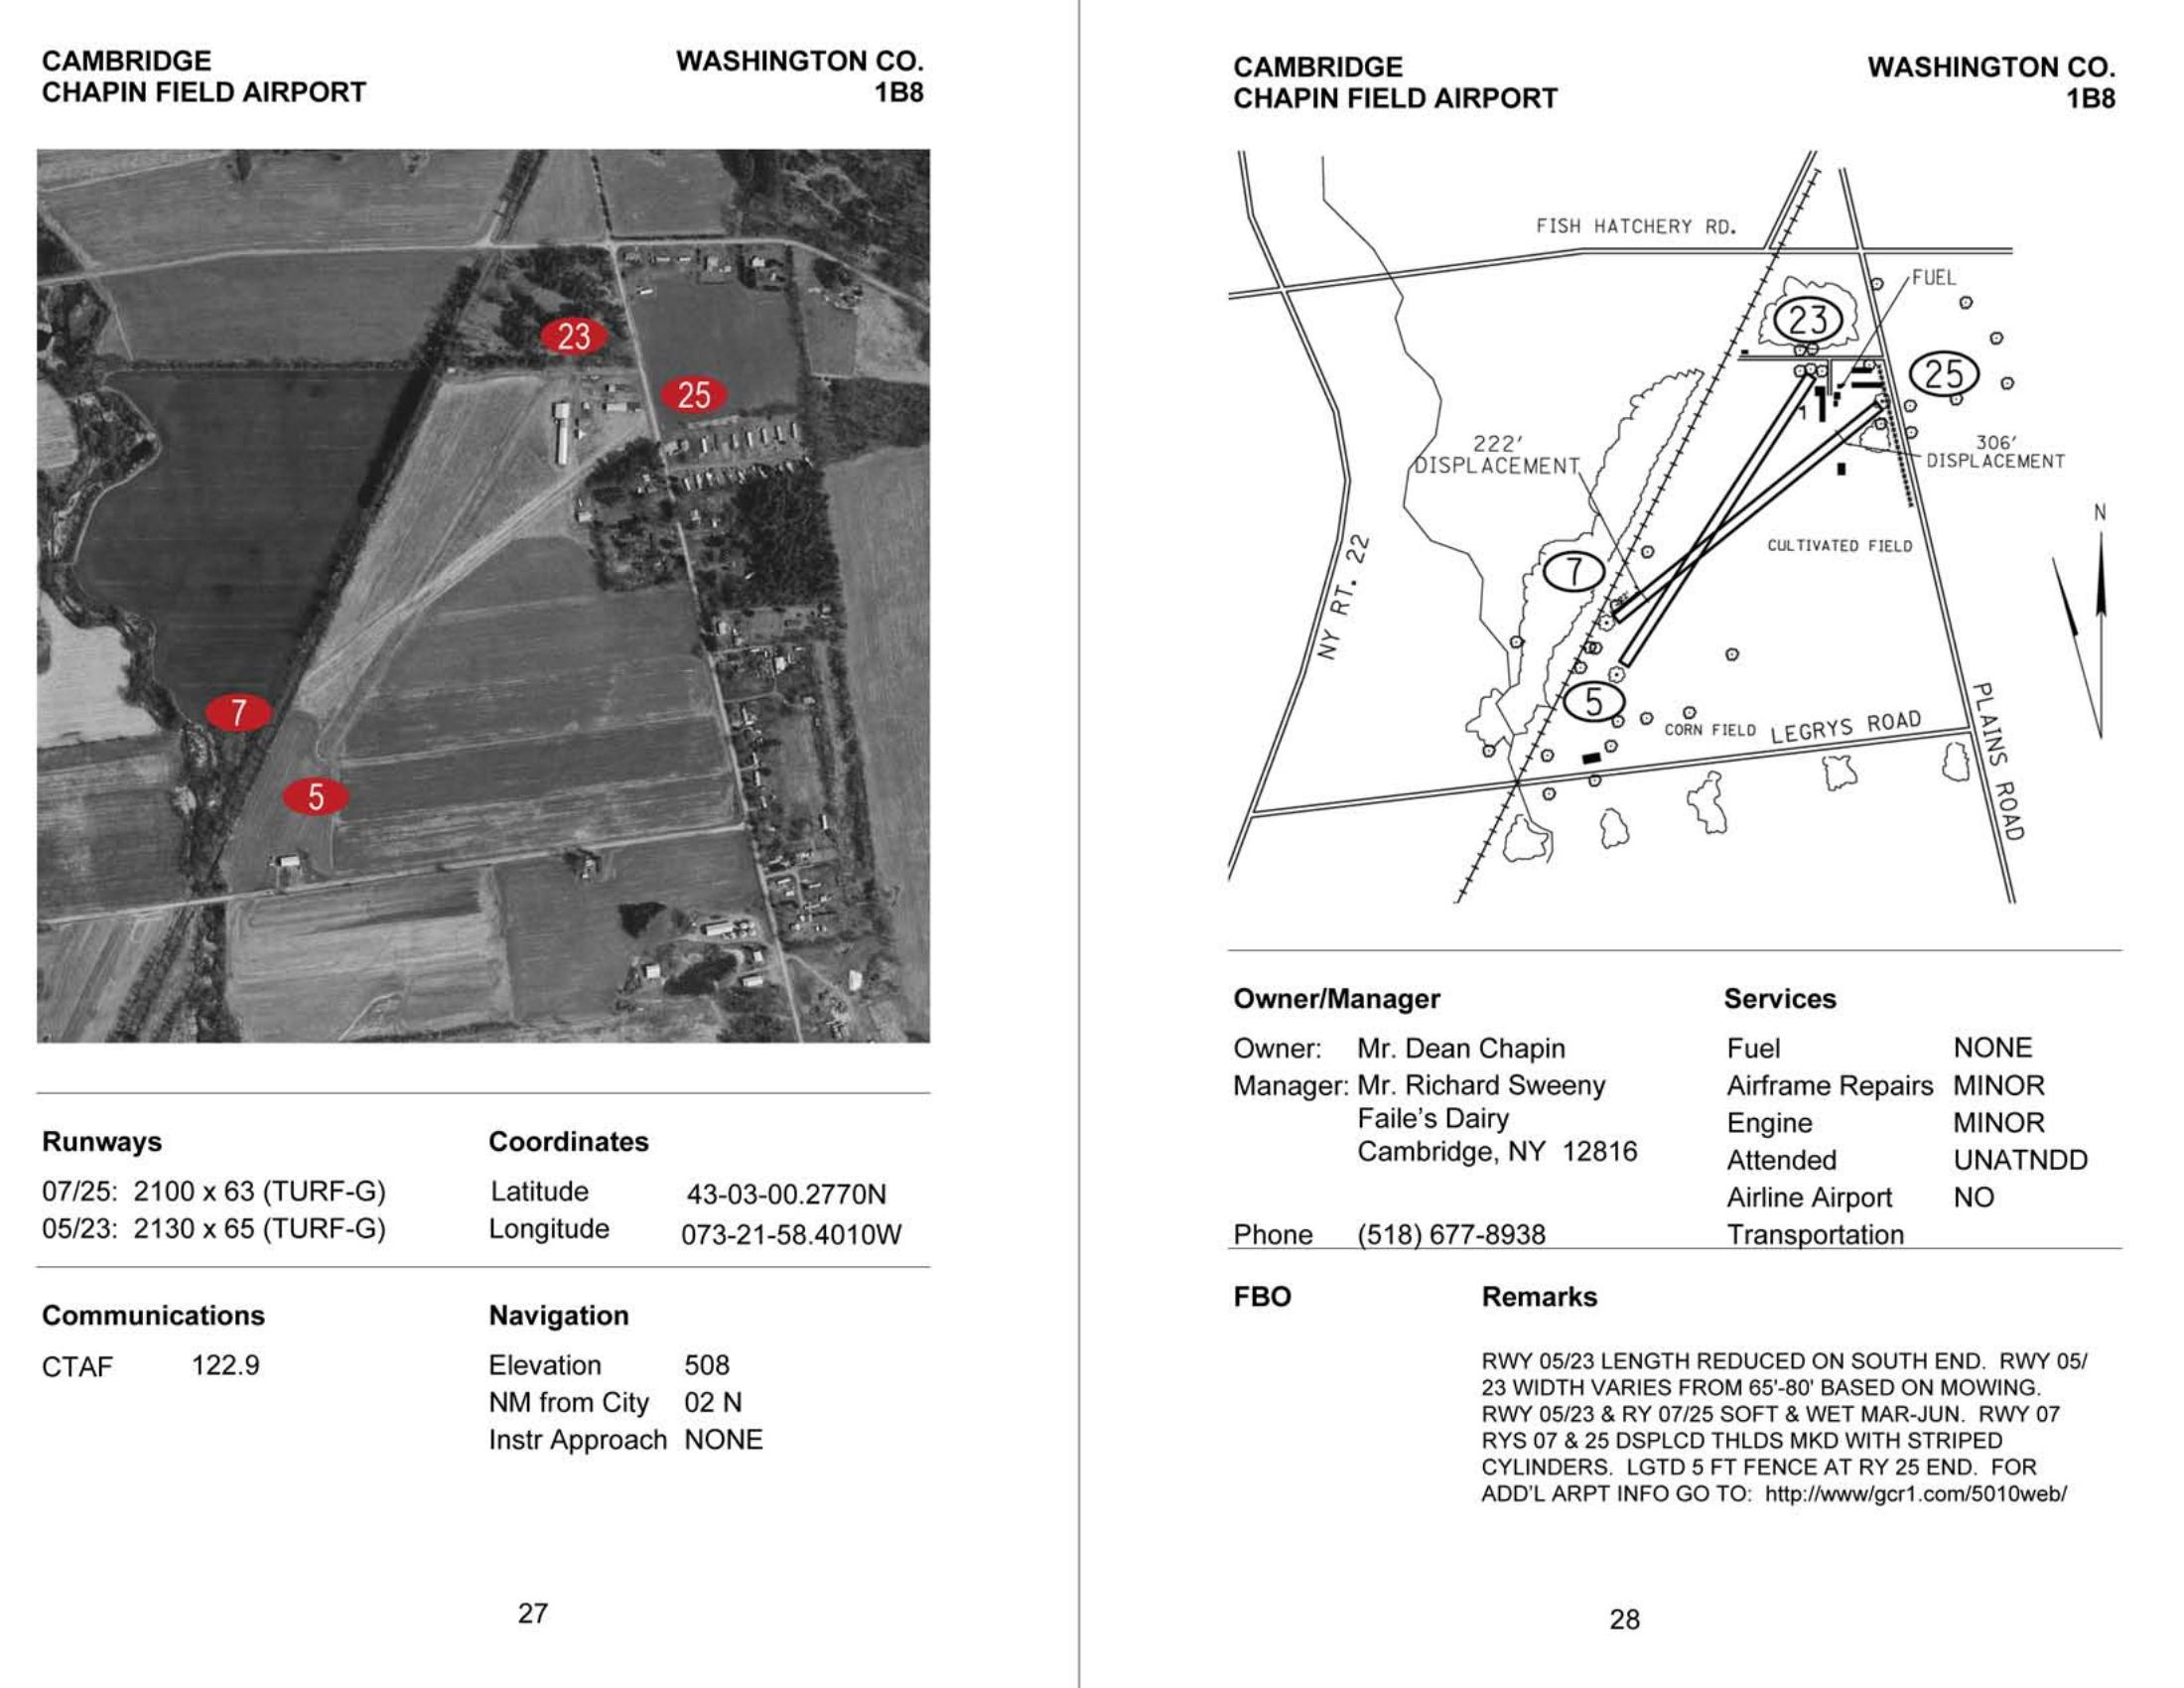 CAMBRIDGE WASHINGTON CO.
CHAPIN FIELD AIRPORT 1B8
23
25
7
5
Runways Coordinates
07/25: 2100 x 63 (TURF-G) Latitude 43-03-00.2770N
05/23: 2130 x 65 (TURF-G) Longitude 073-21-58.4010W
Communications Navigation
CTAF 122.9 Elevation 508
NM from City 02 N
Instr Approach NONE
27
CAMBRIDGE WASHINGTON CO.
CHAPIN FIELD AIRPORT 1B8
FISH HATCHERY RD.
FUEL
23
25
222'
DISPLACEMENT
306'
DISPLACEMENT
N
CULTIVATED FIELD
7
NY RT. 22
5
CORN FIELD
LEGRYS ROAD
PLAINS ROAD
Owner/Manager Services
Owner: Mr. Dean Chapin Fuel NONE
Manager: Mr. Richard Sweeny Airframe Repairs MINOR
Faile's Dairy Engine MINOR
Cambridge, NY 12816 Attended UNATNDD
Airline Airport NO
Phone (518) 677-8938 Transportation
FBO Remarks
RWY 05/23 LENGTH REDUCED ON SOUTH END. RWY 05/
23 WIDTH VARIES FROM 65'-80' BASED ON MOWING.
RWY 05/23 & RY 07/25 SOFT & WET MAR-JUN. RWY 07
RYS 07 & 25 DSPLCD THLDS MKD WITH STRIPED
CYLINDERS. LGTD 5 FT FENCE AT RY 25 END. FOR
ADD'L ARPT INFO GO TO: http://www/gcr1.com/5010web/
28